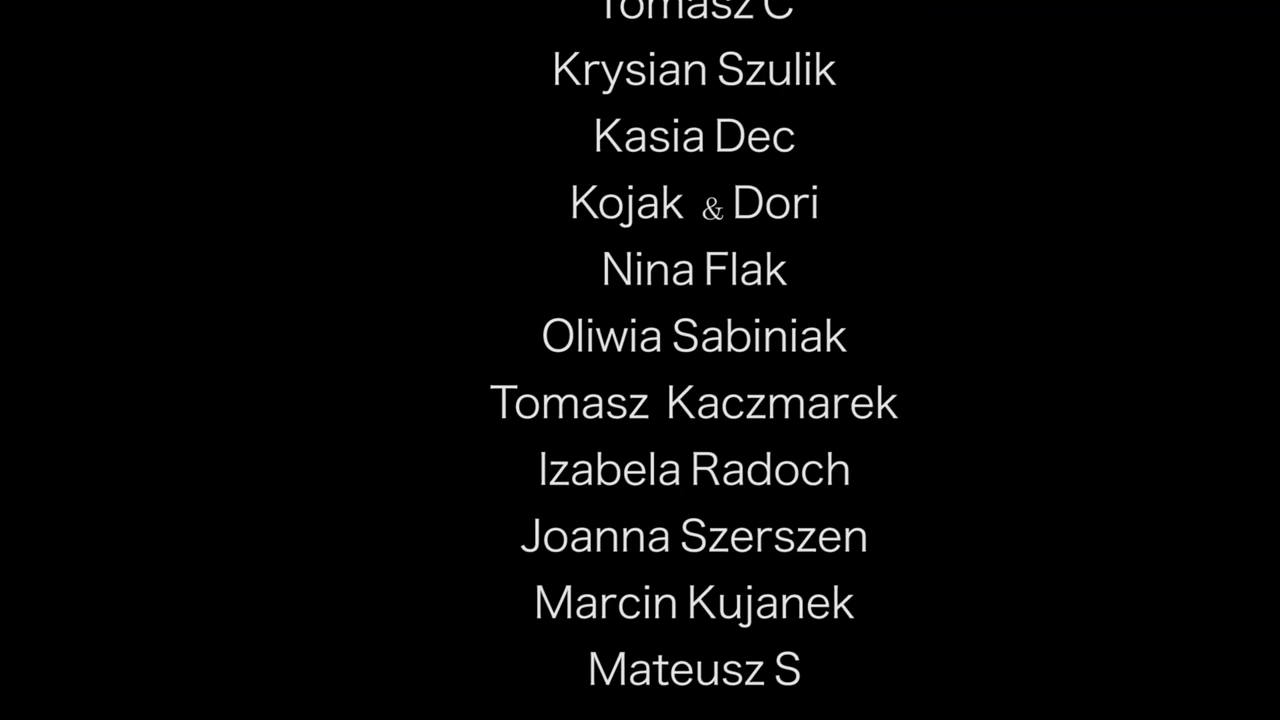 Tomasz C
Krysian Szulik
Kasia Dec
Kojak & Dori
Nina Flak
Oliwia Sabiniak
Tomasz Kaczmarek
Izabela Radoch
Joanna Szerszen
Marcin Kujanek
Mateusz S